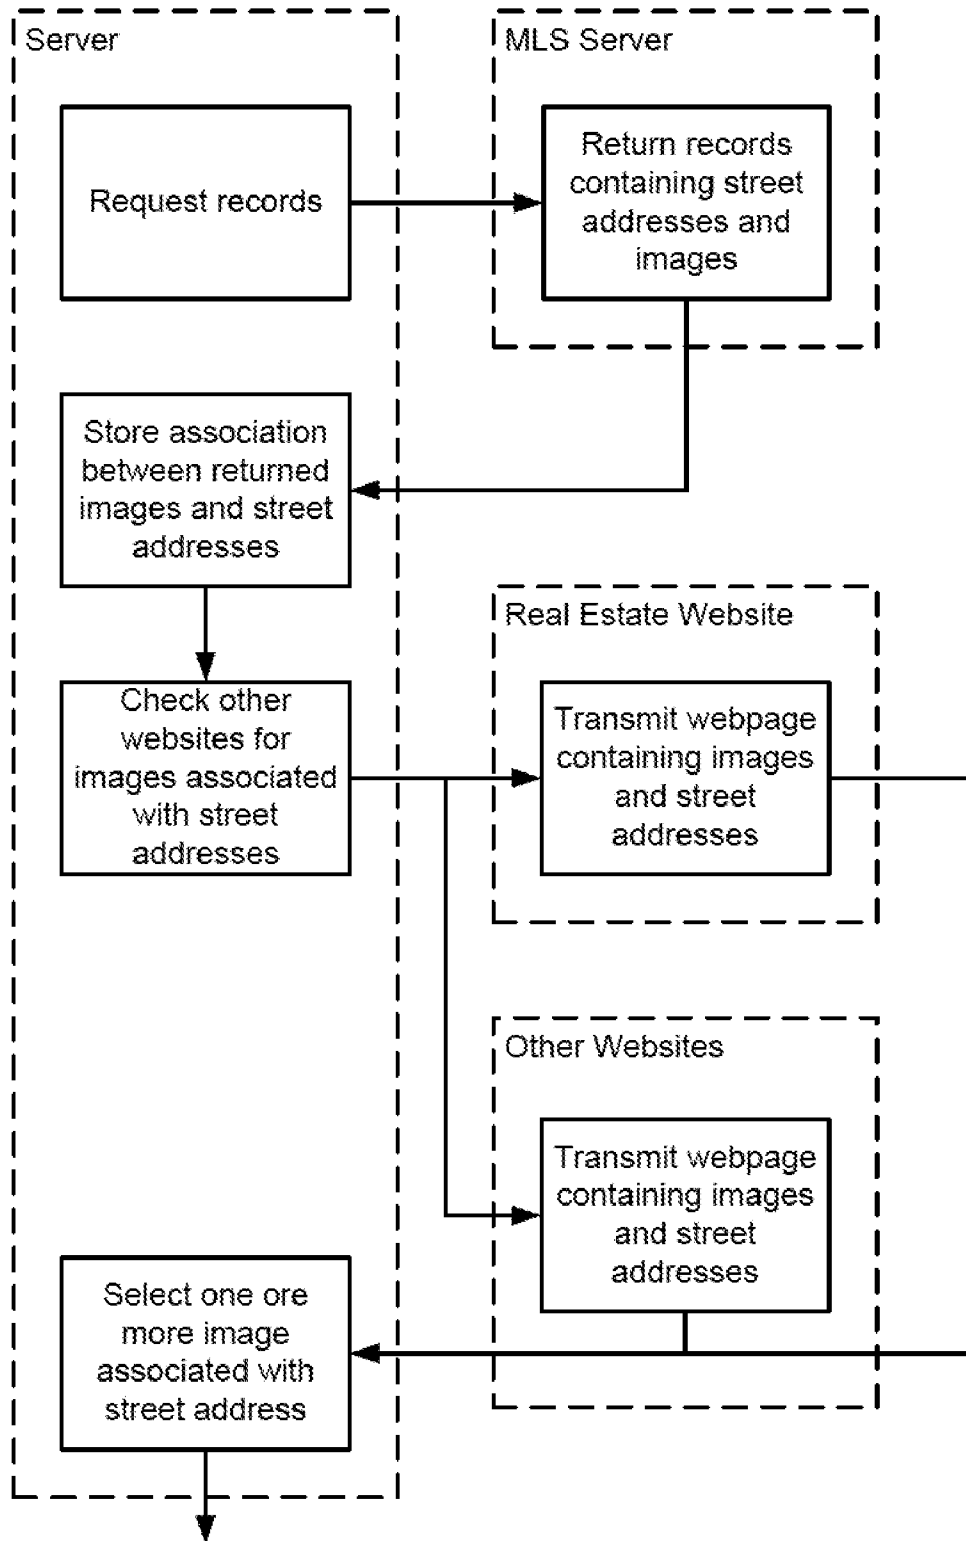 Server
MLS Server
Request records
Return records
containing street
addresses and
images
Store association
between returned
images and street
addresses
Real Estate Website
Check other
websites for
images associated
with street
addresses
Transmit webpage
containing images
and street
addresses
Other Websites
Transmit webpage
containing images
and street
addresses
Select one ore
more image
associated with
street address